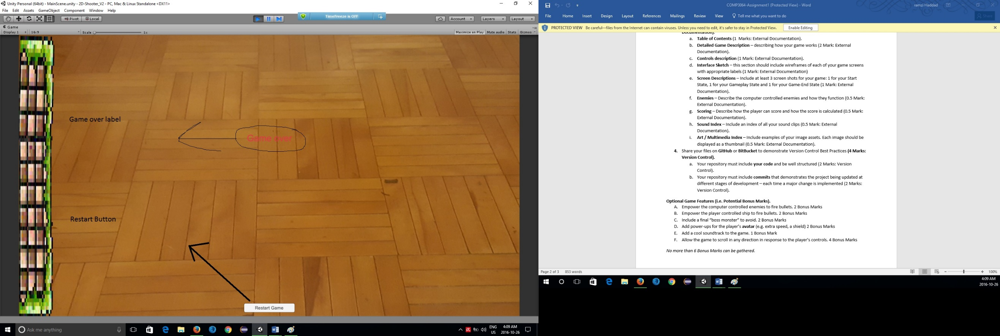 Unity Personal (64bit) - MainScene.unity - 2D-Shooter_V2 - PC, Mac & Linux Standalone <DX11>
File Edit Assets GameObject Component Window Help
Pivot Local
TimeFreeze is OFF
Account Layers Layout
Game
Display 1 16:9 Scale 1x
Maximize on Play Mute audio Stats Gizmos
Game over label
Game over
Restart Button
Restart Game
Ask me anything
ENG
US
4:09 AM
2016-10-26
COMP3064-Assignment1 (Protected View) - Word
ramzi Haddad
File Home Insert Design Layout References Mailings Review View Tell me what you want to do
Share
PROTECTED VIEW Be careful—files from the Internet can contain viruses. Unless you need to edit, it's safer to stay in Protected View. Enable Editing
Documentation).
a. Table of Contents (1 Marks: External Documentation).
b. Detailed Game Description – describing how your game works (2 Mark: External
Documentation).
c. Controls description (1 Mark: External Documentation).
d. Interface Sketch – this section should include wireframes of each of your game screens
with appropriate labels (1 Mark: External Documentation)
e. Screen Descriptions – Include at least 3 screen shots for your game: 1 for your Start
State, 1 for your Gameplay State and 1 for your Game-End State (1 Mark: External
Documentation).
f. Enemies – Describe the computer controlled enemies and how they function (0.5 Mark:
External Documentation).
g. Scoring – Describe how the player can score and how the score is calculated (0.5 Mark:
External Documentation).
h. Sound Index – Include an index of all your sound clips (0.5 Mark: External
Documentation).
i. Art / Multimedia Index – Include examples of your image assets. Each image should be
displayed as a thumbnail (0.5 Mark: External Documentation).
4. Share your files on GitHub or BitBucket to demonstrate Version Control Best Practices (4 Marks:
Version Control).
a. Your repository must include your code and be well structured (2 Marks: Version
Control).
b. Your repository must include commits that demonstrates the project being updated at
different stages of development – each time a major change is implemented (2 Marks:
Version Control).
Optional Game Features (i.e. Potential Bonus Marks).
A. Empower the computer controlled enemies to fire bullets. 2 Bonus Marks
B. Empower the player controlled ship to fire bullets. 2 Bonus Marks
C. Include a final "boss monster" to avoid. 2 Bonus Marks
D. Add power-ups for the player's avatar (e.g. extra speed, a shield) 2 Bonus Marks
E. Add a cool soundtrack to the game. 1 Bonus Mark
F. Allow the game to scroll in any direction in response to the player's controls. 4 Bonus Marks
No more than 6 Bonus Marks can be gathered.
Page 2 of 3 853 words
100%
4:09 AM
2016-10-26